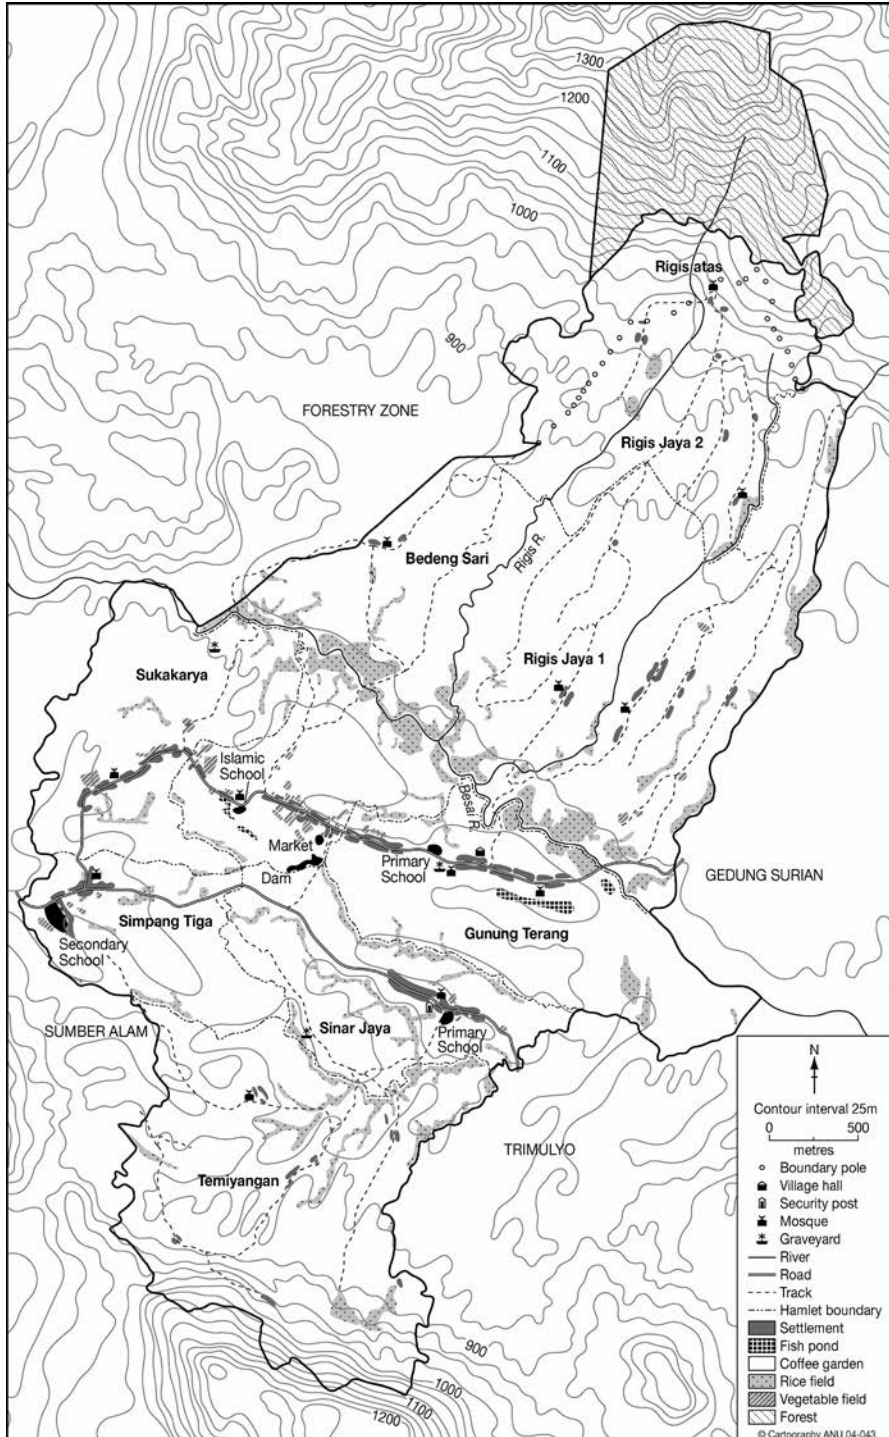 1300
1200
1100
1000
Rigis atas
900
FORESTRY ZONE
Rigis Jaya 2
Bedeng Sari
Rigis R.
Sukakarya
Rigis Jaya 1
Islamic
School
Besai R.
Market
Primary
School
Dam
GEDUNG SURIAN
Simpang Tiga
Gunung Terang
Secondary
School
SUMBER ALAM
Sinar Jaya
Primary
School
TRIMULYO
Temiyangan
900
1000
1100
1200
N
Contour interval 25m
0 500
metres
Boundary pole
Village hall
Security post
Mosque
Graveyard
River
Road
Track
Hamlet boundary
Settlement
Fish pond
Coffee garden
Rice field
Vegetable field
Forest
© Cartography ANU 04-043